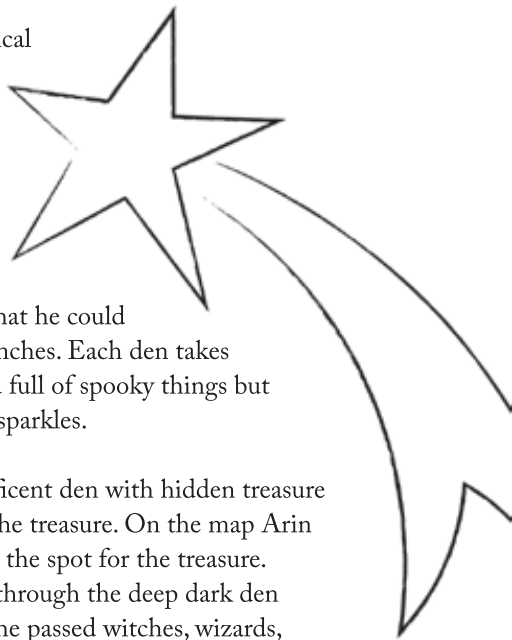 ical
hat he could
nches. Each den takes
full of spooky things but
sparkles.
ficent den with hidden treasure
he treasure. On the map Arin
the spot for the treasure.
through the deep dark den
he passed witches, wizards,